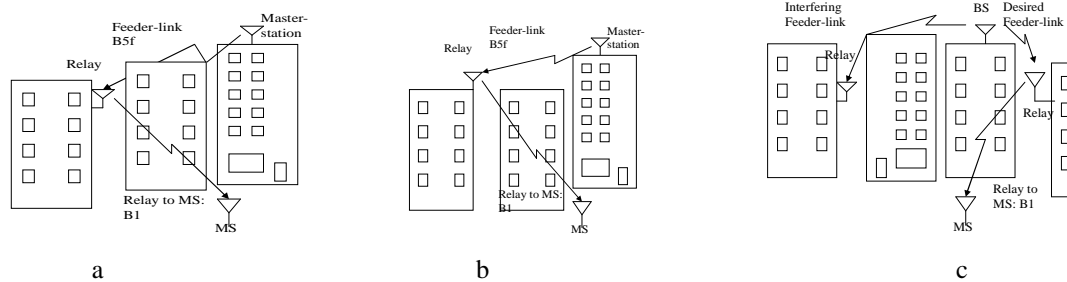 Feeder-link
B5f
Master-
station
Relay
Relay to MS:
B1
MS
a
Feeder-link
B5f
Master-
station
Relay
Relay to MS:
B1
MS
b
Interfering
Feeder-link
BS
Desired
Feeder-link
Relay
Relay
Relay to
MS: B1
MS
c